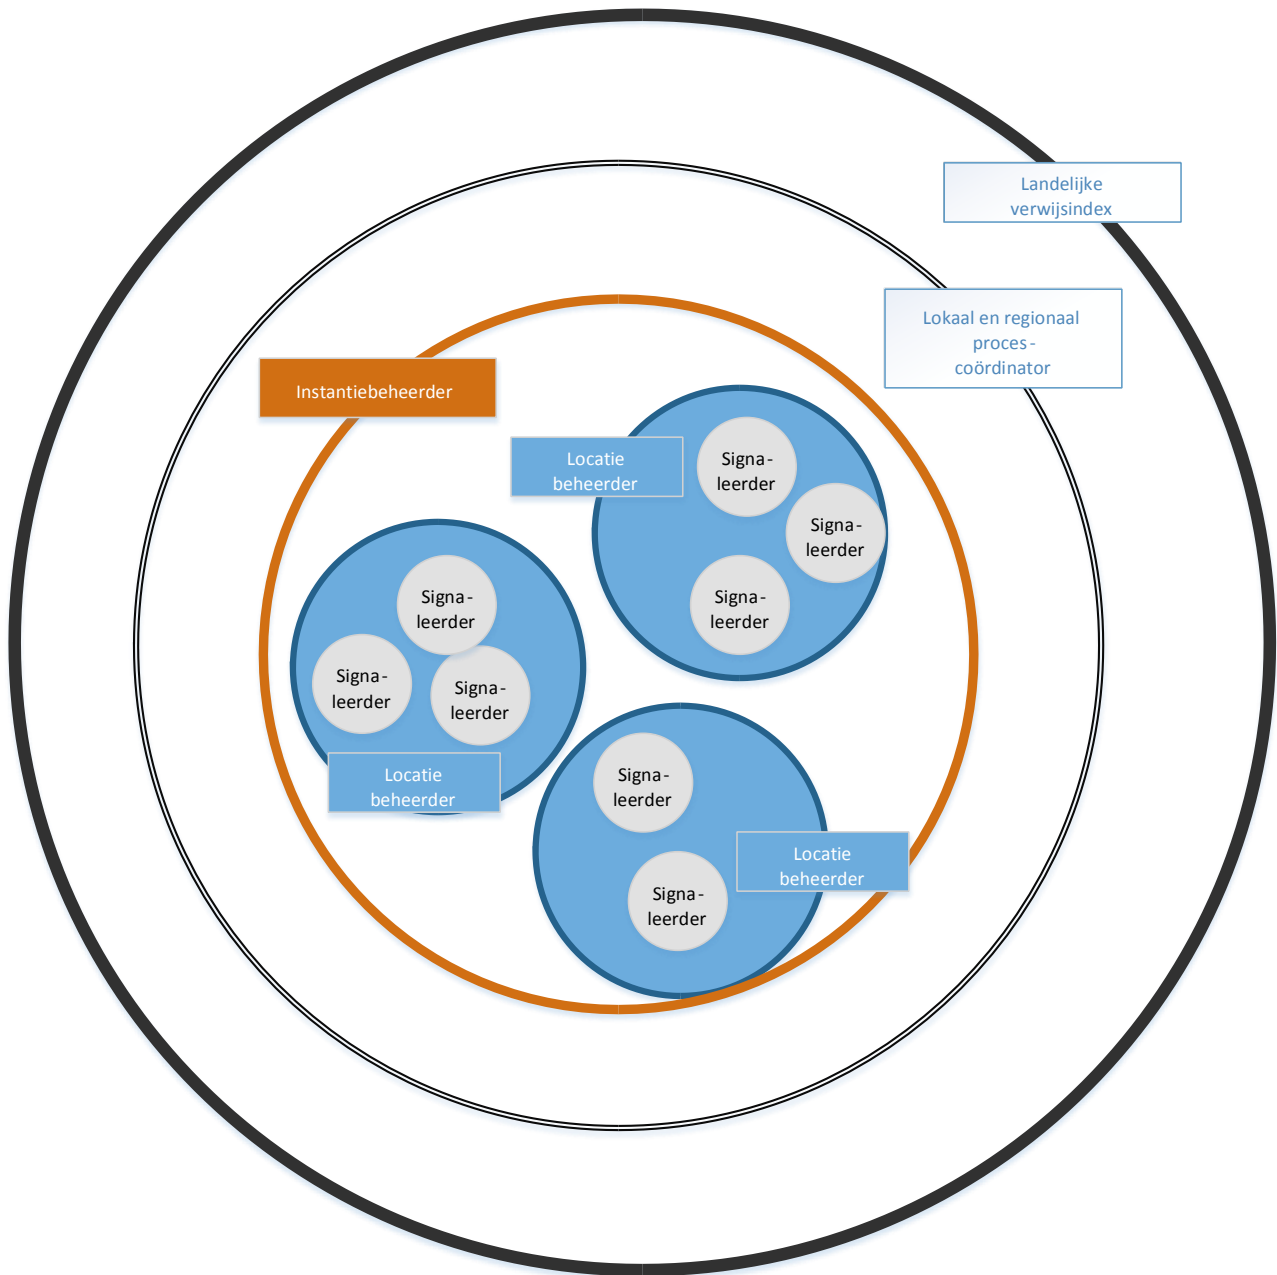 Landelijke
verwijsindex
Lokaal en regionaal
proces-
coördinator
Instantiebeheerder
Locatie
beheerder
Signa-
leerder
Signa-
leerder
Signa-
leerder
Signa-
leerder
Signa-
leerder
Signa-
leerder
Locatie
beheerder
Signa-
leerder
Locatie
beheerder
Signa-
leerder